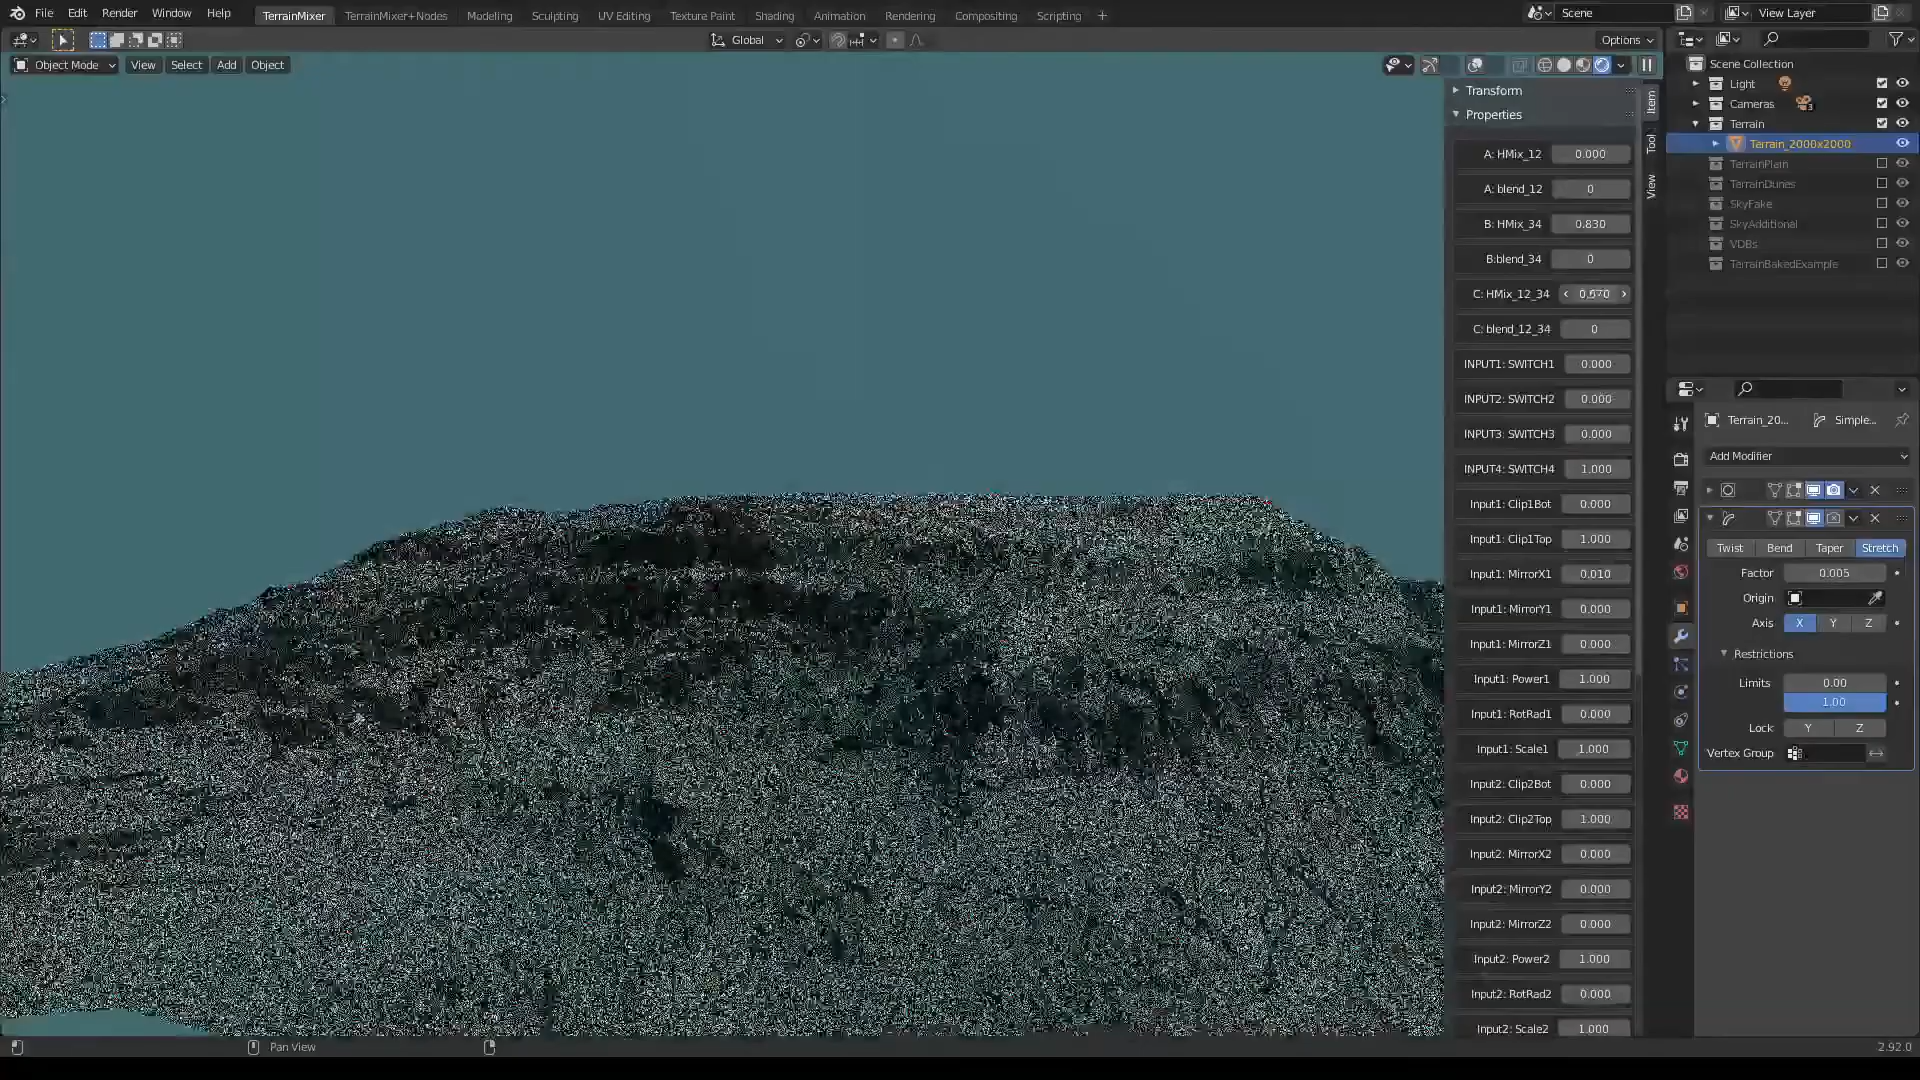 File Edit Render Window Help TerrainMixer TerrainMixer+Nodes Modeling Sculpting UV Editing Texture Paint Shading Animation Rendering Compositing Scripting + Scene View Layer
Global Options
Object Mode View Select Add Object
Scene Collection
Light
Cameras 3
Terrain
Terrain_2000x2000
TerrainPlain
TerrainDunes
SkyFake
SkyAdditional
VDBs
TerrainBakedExample
Transform
Properties
Item
Tool
View
A: HMix_12 0.000
A: blend_12 0
B: HMix_34 0.830
B:blend_34 0
C: HMix_12_34
C: blend_12_34 0
INPUT1: SWITCH1 0.000
INPUT2: SWITCH2 0.000
INPUT3: SWITCH3 0.000
INPUT4: SWITCH4 1.000
Input1: Clip1Bot 0.000
Input1: Clip1Top 1.000
Input1: MirrorX1 0.010
Input1: MirrorY1 0.000
Input1: MirrorZ1 0.000
Input1: Power1 1.000
Input1: RotRad1 0.000
Input1: Scale1 1.000
Input2: Clip2Bot 0.000
Input2: Clip2Top 1.000
Input2: MirrorX2 0.000
Input2: MirrorY2 0.000
Input2: MirrorZ2 0.000
Input2: Power2 1.000
Input2: RotRad2 0.000
Input2: Scale2 1.000
Terrain_20... Simple...
Add Modifier
Twist Bend Taper Stretch
Factor 0.005
Origin
Axis X Y Z
Restrictions
Limits 0.00
1.00
Lock Y Z
Vertex Group
Pan View
2.92.0